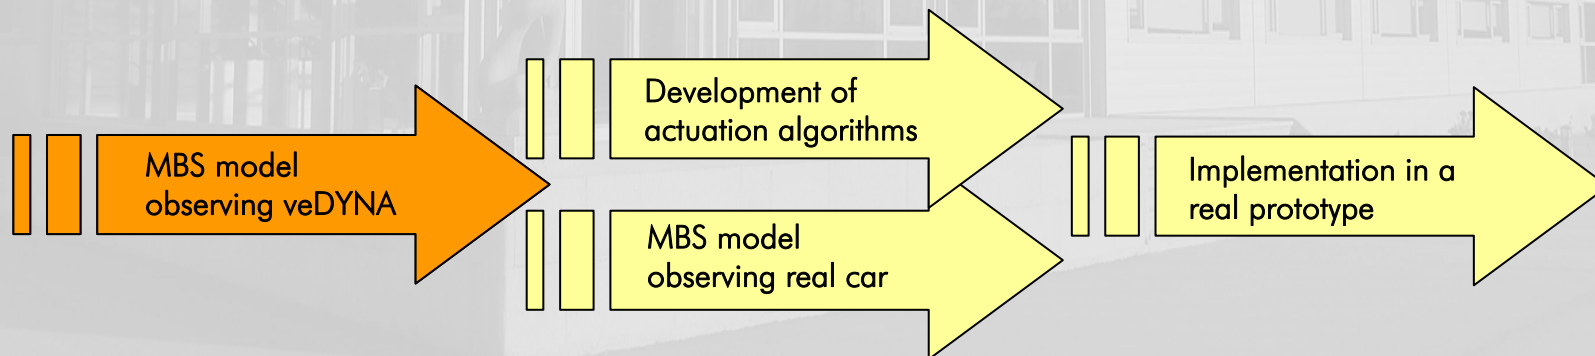 MBS model
observing veDYNA
Development of
actuation algorithms
MBS model
observing real car
Implementation in a
real prototype